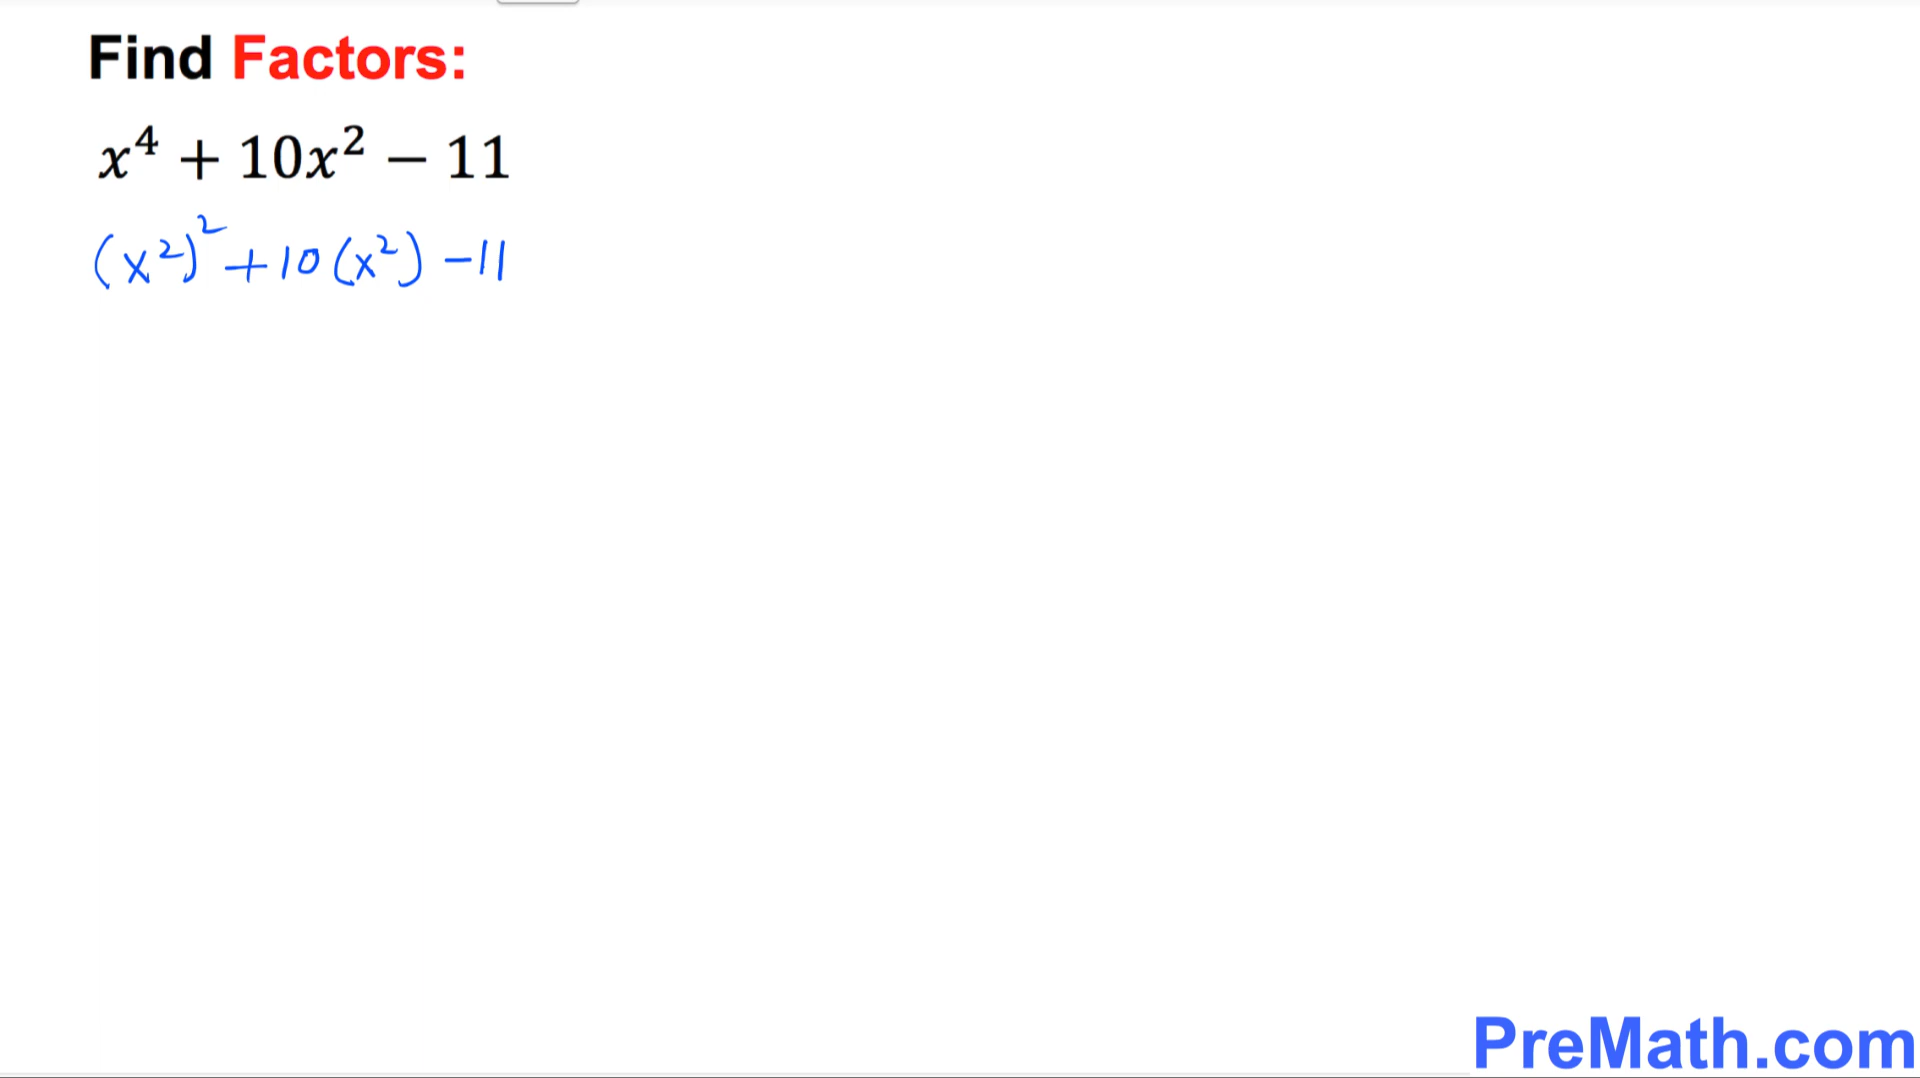 Find Factors:
x⁴ + 10x² − 11
(x²)² + 10(x²) − 11
PreMath.com